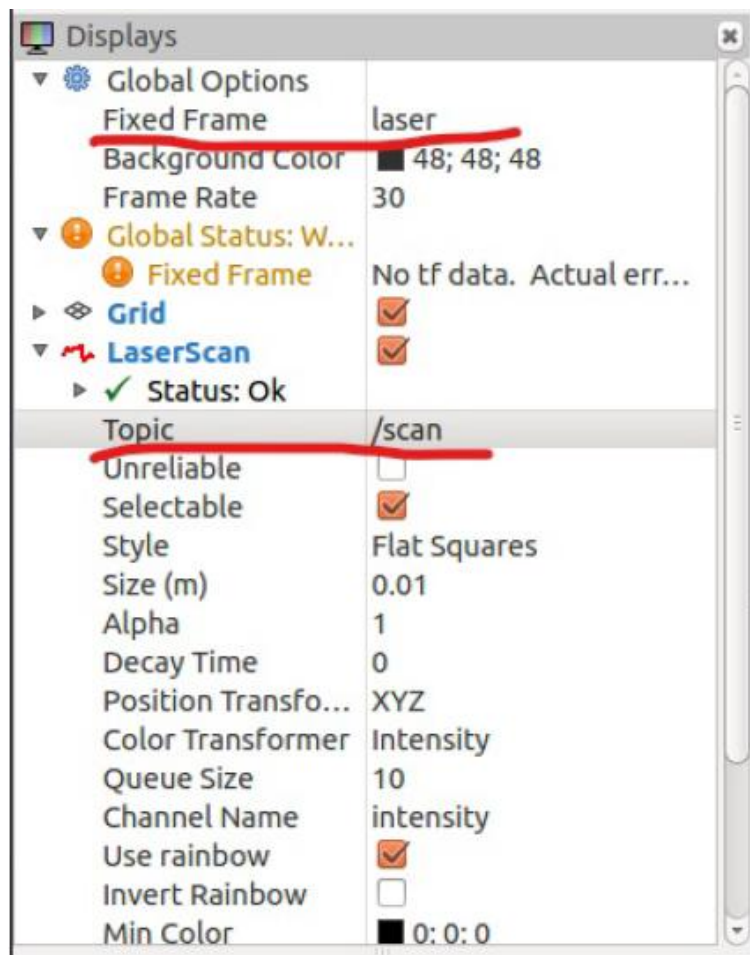 Displays
Global Options
Fixed Frame laser
Background Color 48; 48; 48
Frame Rate 30
Global Status: W...
Fixed Frame No tf data. Actual err...
Grid
LaserScan
Status: Ok
Topic /scan
Unreliable
Selectable
Style Flat Squares
Size (m) 0.01
Alpha 1
Decay Time 0
Position Transfo... XYZ
Color Transformer Intensity
Queue Size 10
Channel Name intensity
Use rainbow
Invert Rainbow
Min Color 0; 0; 0